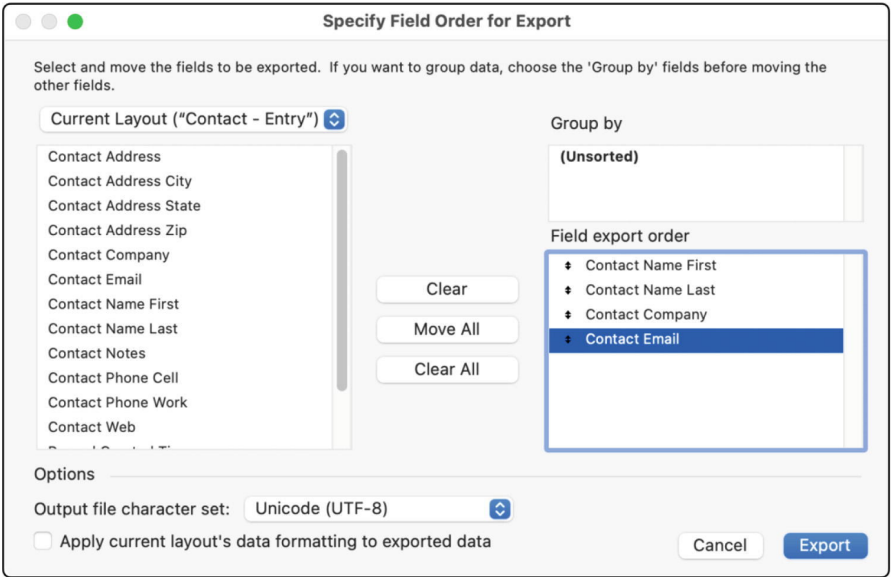 Specify Field Order for Export
Select and move the fields to be exported.  If you want to group data, choose the 'Group by' fields before moving the
other fields.
Current Layout (“Contact - Entry”)
Contact Address
Contact Address City
Contact Address State
Contact Address Zip
Contact Company
Contact Email
Contact Name First
Contact Name Last
Contact Notes
Contact Phone Cell
Contact Phone Work
Contact Web
Clear
Move All
Clear All
Group by
(Unsorted)
Field export order
Contact Name First
Contact Name Last
Contact Company
Contact Email
Options
Output file character set: Unicode (UTF-8)
Apply current layout's data formatting to exported data
Cancel
Export